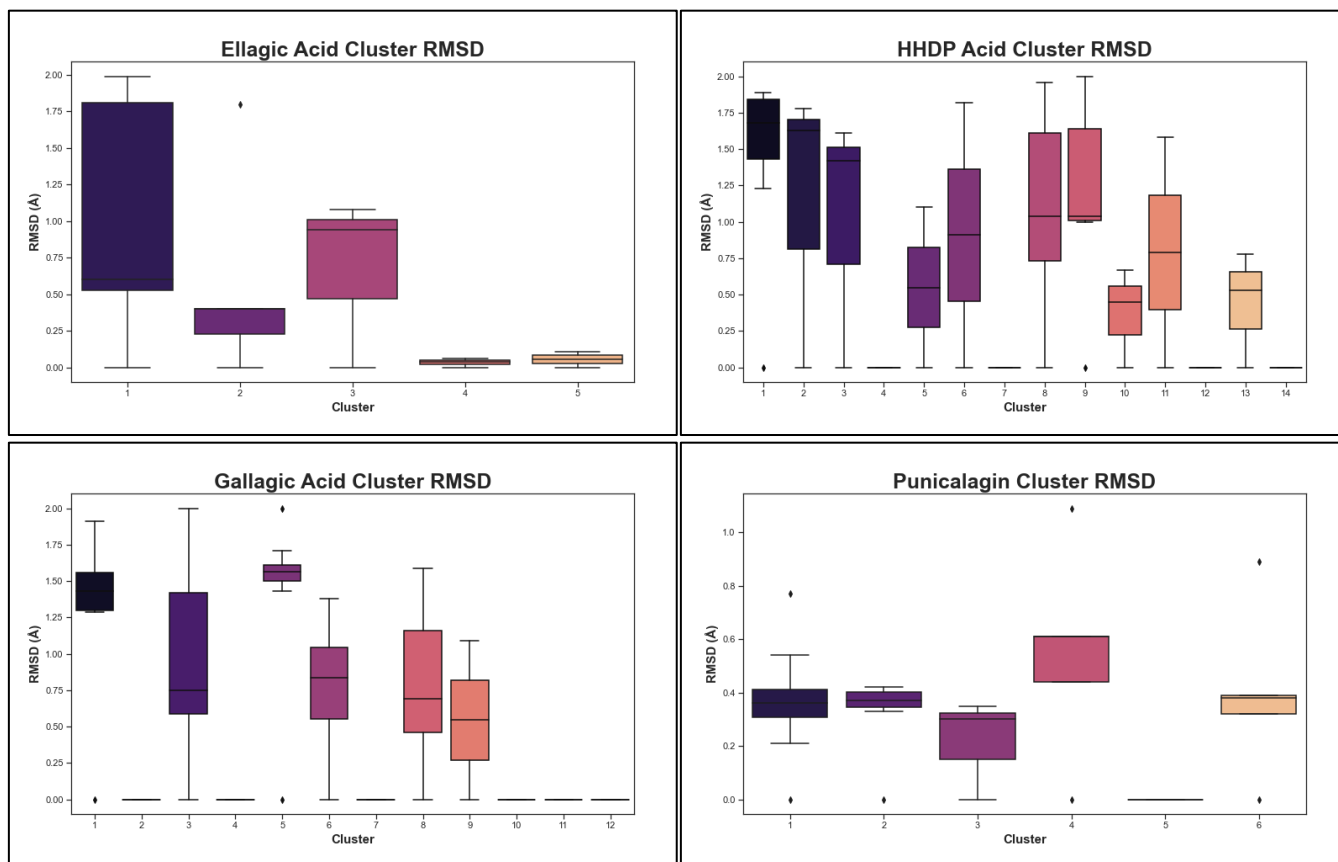 Ellagic Acid Cluster RMSD
2.00
1.75
1.50
1.25
1.00
0.75
0.50
0.25
0.00
RMSD (Å)
1 2 3 4 5
Cluster
HHDP Acid Cluster RMSD
2.00
1.75
1.50
1.25
1.00
0.75
0.50
0.25
0.00
RMSD (Å)
1 2 3 4 5 6 7 8 9 10 11 12 13 14
Cluster
Gallagic Acid Cluster RMSD
2.00
1.75
1.50
1.25
1.00
0.75
0.50
0.25
0.00
RMSD (Å)
1 2 3 4 5 6 7 8 9 10 11 12
Cluster
Punicalagin Cluster RMSD
1.0
0.8
0.6
0.4
0.2
0.0
RMSD (Å)
1 2 3 4 5 6
Cluster